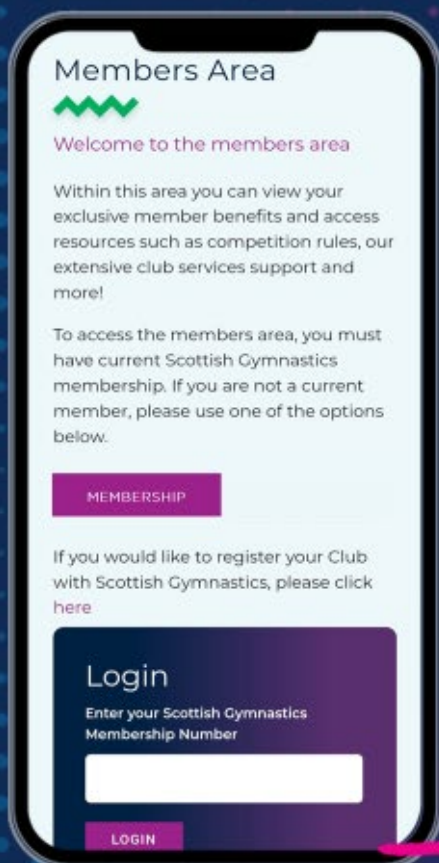 Members Area
Welcome to the members area
Within this area you can view your
exclusive member benefits and access
resources such as competition rules, our
extensive club services support and
more!
To access the members area, you must
have current Scottish Gymnastics
membership. If you are not a current
member, please use one of the options
below.
MEMBERSHIP
If you would like to register your Club
with Scottish Gymnastics, please click
here
Login
Enter your Scottish Gymnastics
Membership Number
LOGIN